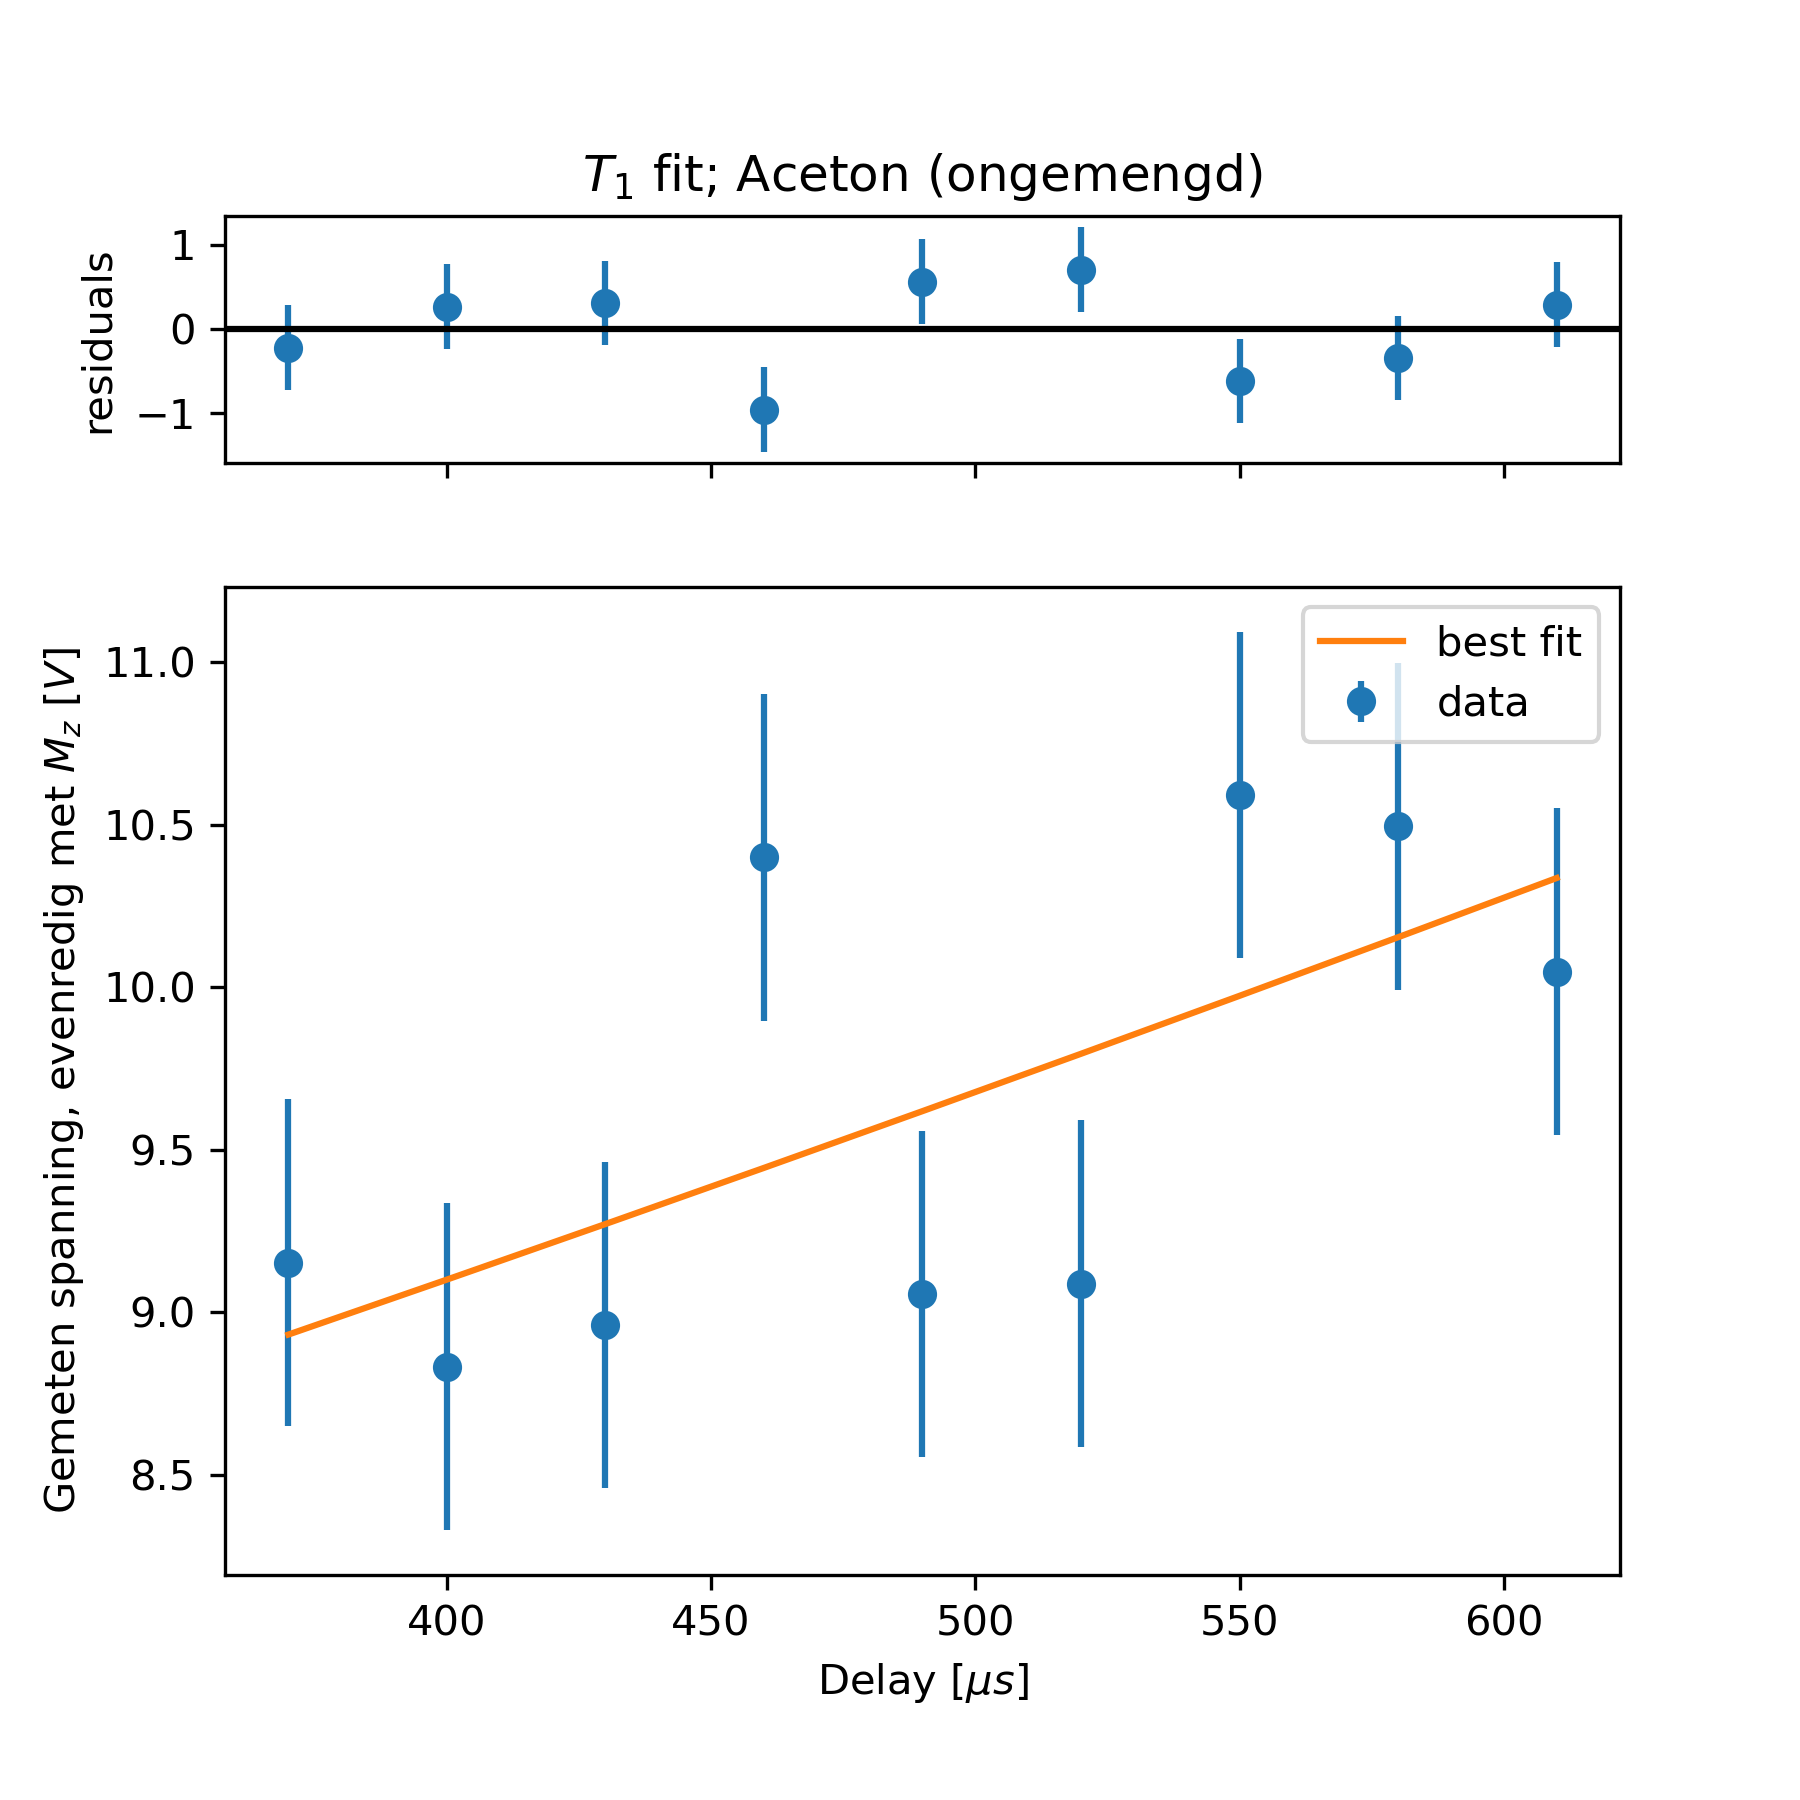 T₁ fit; Aceton (ongemengd)
residuals
1
0
−1
Gemeten spanning, evenredig met M_z [V]
11.0
10.5
10.0
9.5
9.0
8.5
best fit
data
400 450 500 550 600
Delay [μs]